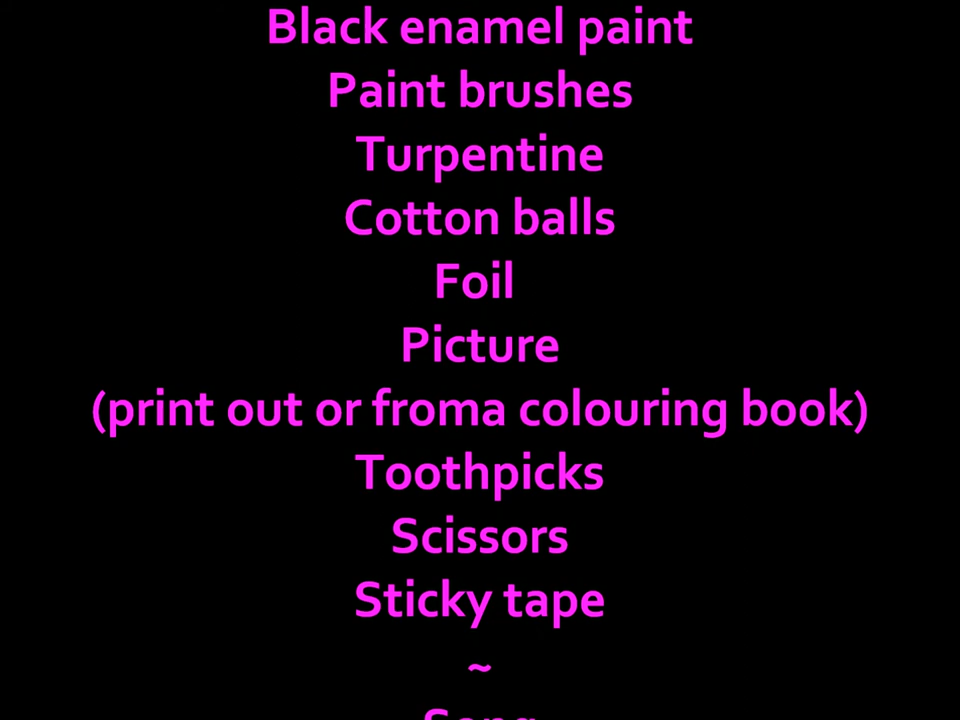 Black enamel paint
Paint brushes
Turpentine
Cotton balls
Foil
Picture
(print out or froma colouring book)
Toothpicks
Scissors
Sticky tape
~